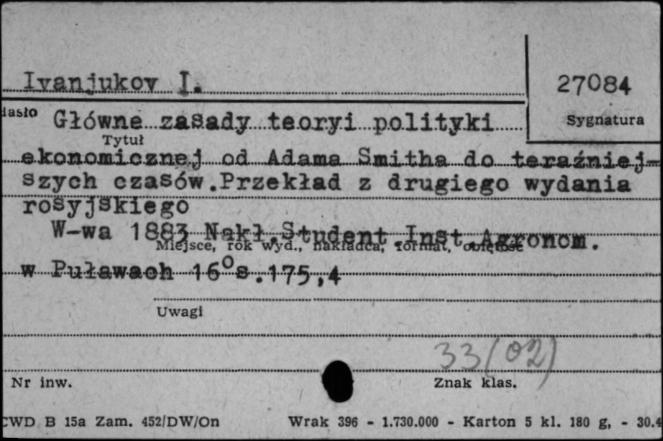 Ivanjukov I.
27084
iasło
Sygnatura
Główne zasady teoryi polityki
Tytuł
ekonomicznej od Adama Smitha do teraźniej-
szych czasów.Przekład z drugiego wydania
rosyjskiego
W-wa 1883 Nakł.Student Inst.Agronom.
Miejsce, rok wyd., nakładca, format, objętość
w Puławach 16°s.175,4
Uwagi
33(02)
Nr inw.
Znak klas.
CWD B 15a Zam. 452/DW/On Wrak 396 - 1.730.000 - Karton 5 kl. 180 g, - 30.4